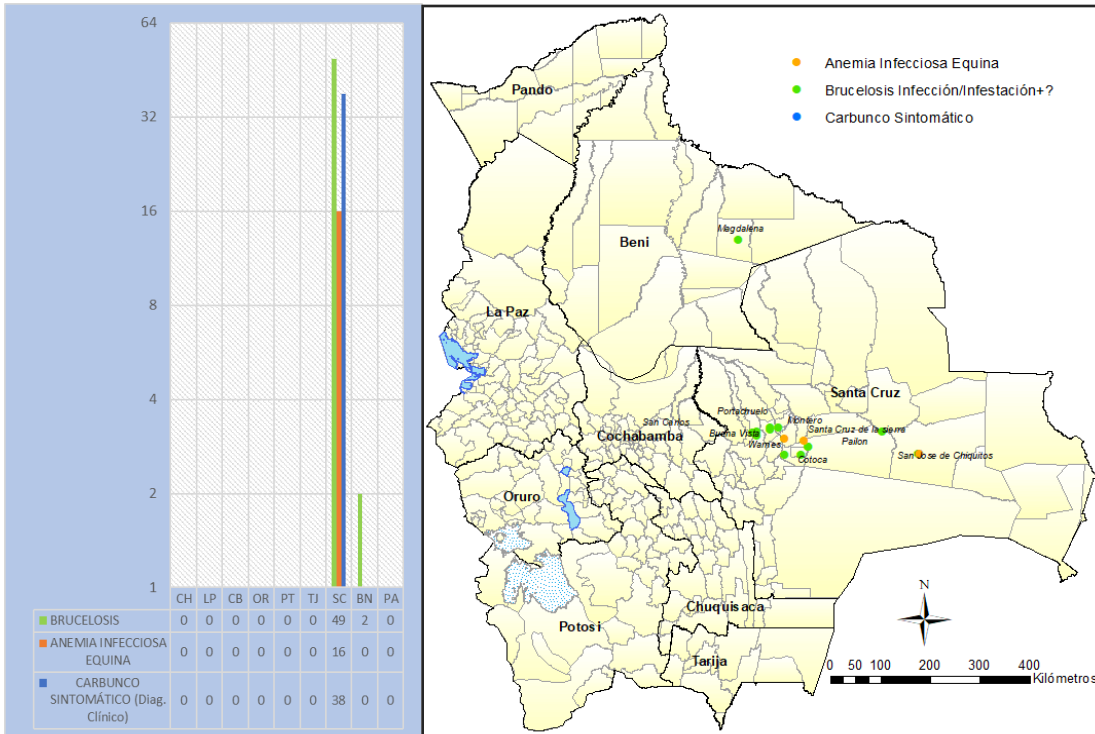 64
32
16
8
4
2
1
CH LP CB OR PT TJ SC BN PA
BRUCELOSIS 0 0 0 0 0 0 49 2 0
ANEMIA INFECCIOSA
EQUINA 0 0 0 0 0 0 16 0 0
CARBUNCO
SINTOMÁTICO (Diag.
Clínico) 0 0 0 0 0 0 38 0 0
Anemia Infecciosa Equina
Brucelosis Infección/Infestación+?
Carbunco Sintomático
Pando
Magdalena
Beni
La Paz
Santa Cruz
Portachuelo
San Carlos
Montero
Santa Cruz de la sierra
Buena Vista
Cochabamba
Warnes
Pailon
Cotoca
San Jose de Chiquitos
Oruro
N
Chuquisaca
Potosi
Tarija
0 50 100 200 300 400
Kilómetros